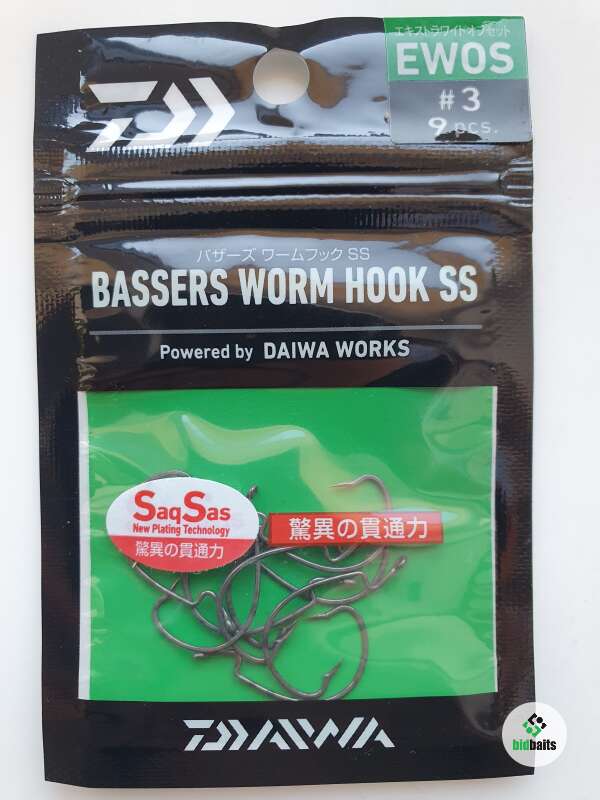 エキストラワイドオフセット
EWOS
#3
9 pcs.
バサーズ ワームフック SS
BASSERS WORM HOOK SS
Powered by DAIWA WORKS
SaqSas
New Plating Technology
驚異の貫通力
驚異の貫通力
DAIWA
bidbaits